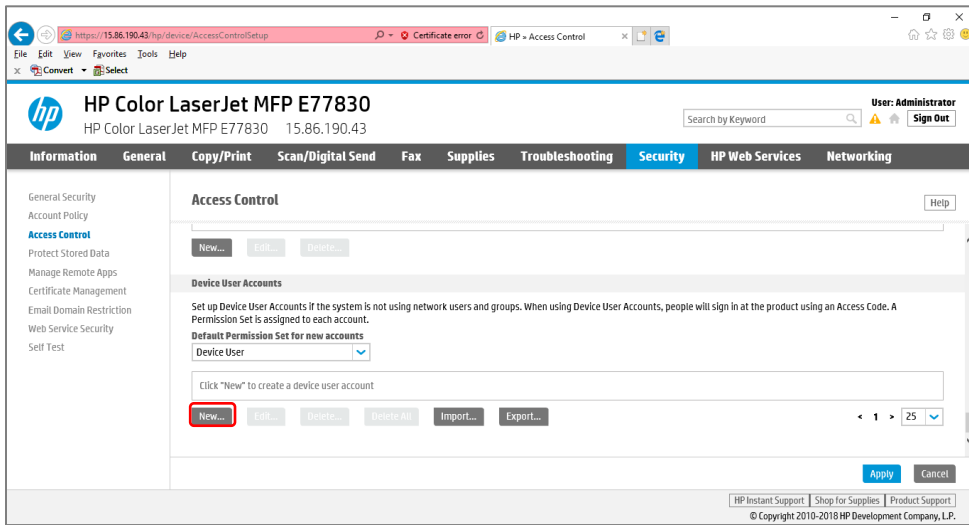 https://15.86.190.43/hp/device/AccessControlSetup
Certificate error
HP » Access Control
File Edit View Favorites Tools Help
x Convert Select
hp
HP Color LaserJet MFP E77830
HP Color LaserJet MFP E77830 15.86.190.43
User: Administrator
Search by Keyword
Sign Out
Information General Copy/Print Scan/Digital Send Fax Supplies Troubleshooting Security HP Web Services Networking
General Security
Account Policy
Access Control
Protect Stored Data
Manage Remote Apps
Certificate Management
Email Domain Restriction
Web Service Security
Self Test
Access Control
Help
New... Edit... Delete...
Device User Accounts
Set up Device User Accounts if the system is not using network users and groups. When using Device User Accounts, people will sign in at the product using an Access Code. A
Permission Set is assigned to each account.
Default Permission Set for new accounts
Device User
Click "New" to create a device user account
New... Edit... Delete... Delete All Import... Export... < 1 > 25
Apply Cancel
HP Instant Support Shop for Supplies Product Support
© Copyright 2010-2018 HP Development Company, L.P.